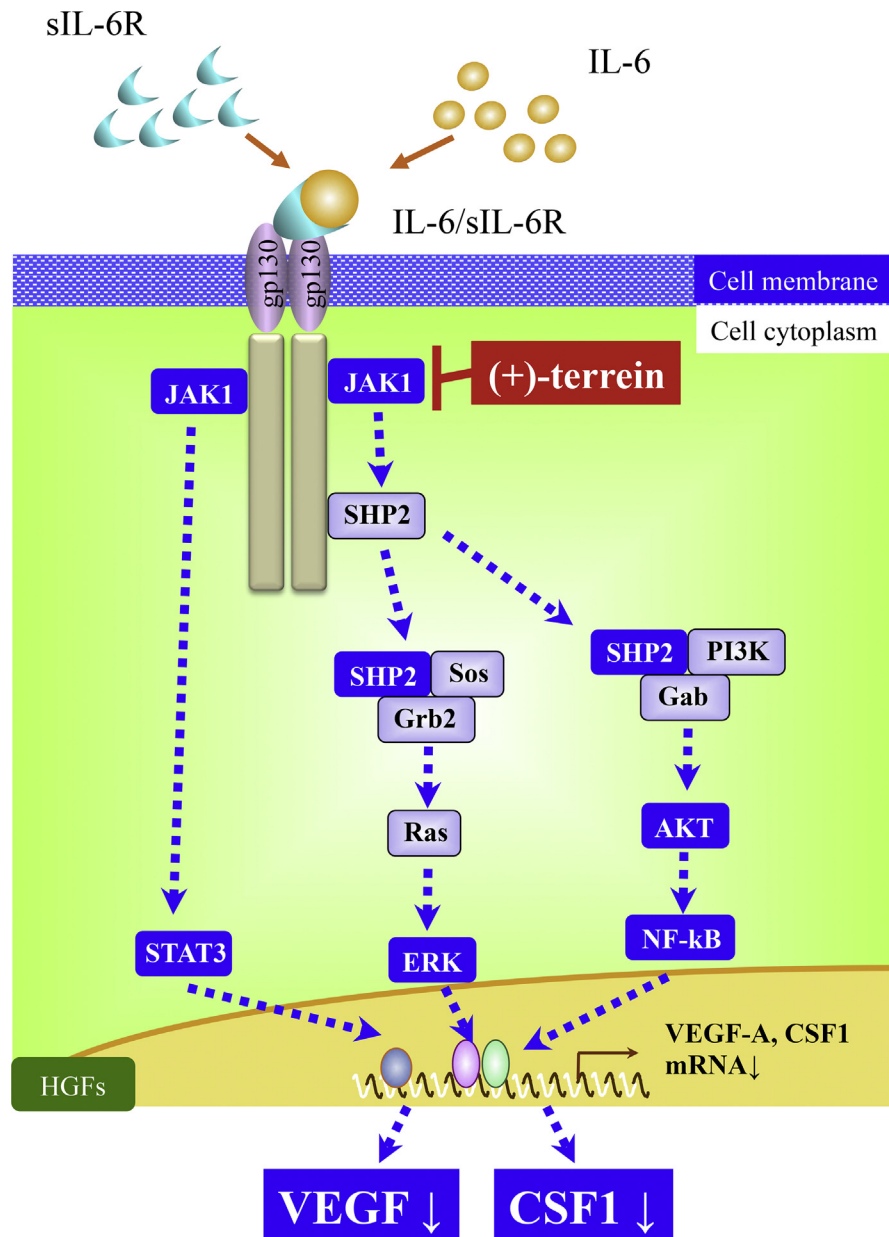 sIL-6R
IL-6
IL-6/sIL-6R
gp130
gp130
Cell membrane
Cell cytoplasm
JAK1
JAK1
(+)-terrein
SHP2
SHP2
Sos
Grb2
SHP2
PI3K
Gab
Ras
AKT
STAT3
ERK
NF-kB
VEGF-A, CSF1
mRNA↓
HGFs
VEGF ↓
CSF1 ↓